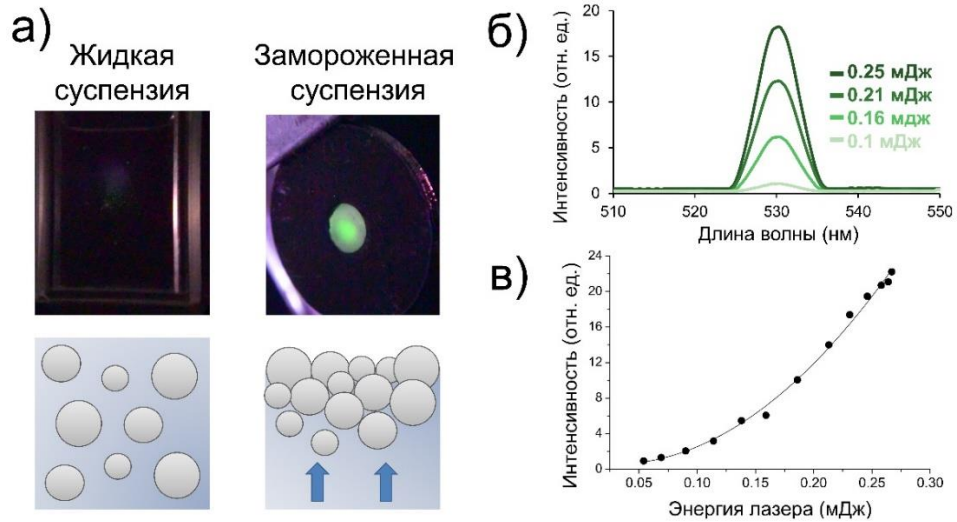 а)
Жидкая
суспензия
Замороженная
суспензия
б)
Интенсивность (отн. ед.)
20
15
10
5
0
510
520
530
540
550
Длина волны (нм)
0.25 мДж
0.21 мДж
0.16 мдж
0.1 мДж
в)
Интенсивность (отн. ед.)
24
20
16
12
8
4
0
0.05
0.10
0.15
0.20
0.25
0.30
Энергия лазера (мДж)